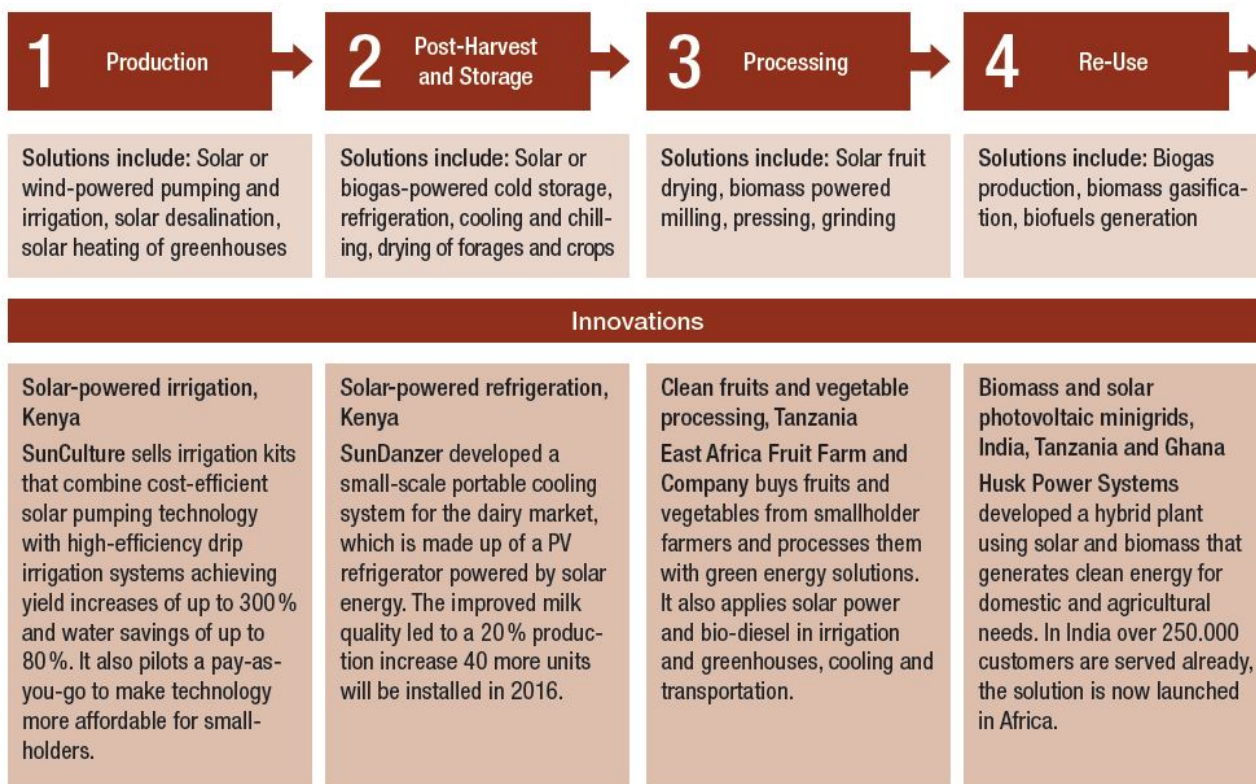 1 Production
2 Post-Harvest
and Storage
3 Processing
4 Re-Use
Solutions include: Solar or
wind-powered pumping and
irrigation, solar desalination,
solar heating of greenhouses
Solutions include: Solar or
biogas-powered cold storage,
refrigeration, cooling and chill-
ing, drying of forages and crops
Solutions include: Solar fruit
drying, biomass powered
milling, pressing, grinding
Solutions include: Biogas
production, biomass gasifica-
tion, biofuels generation
Innovations
Solar-powered irrigation,
Kenya
SunCulture sells irrigation kits
that combine cost-efficient
solar pumping technology
with high-efficiency drip
irrigation systems achieving
yield increases of up to 300 %
and water savings of up to
80 %. It also pilots a pay-as-
you-go to make technology
more affordable for small-
holders.
Solar-powered refrigeration,
Kenya
SunDanzer developed a
small-scale portable cooling
system for the dairy market,
which is made up of a PV
refrigerator powered by solar
energy. The improved milk
quality led to a 20 % produc-
tion increase 40 more units
will be installed in 2016.
Clean fruits and vegetable
processing, Tanzania
East Africa Fruit Farm and
Company buys fruits and
vegetables from smallholder
farmers and processes them
with green energy solutions.
It also applies solar power
and bio-diesel in irrigation
and greenhouses, cooling and
transportation.
Biomass and solar
photovoltaic minigrids,
India, Tanzania and Ghana
Husk Power Systems
developed a hybrid plant
using solar and biomass that
generates clean energy for
domestic and agricultural
needs. In India over 250.000
customers are served already,
the solution is now launched
in Africa.